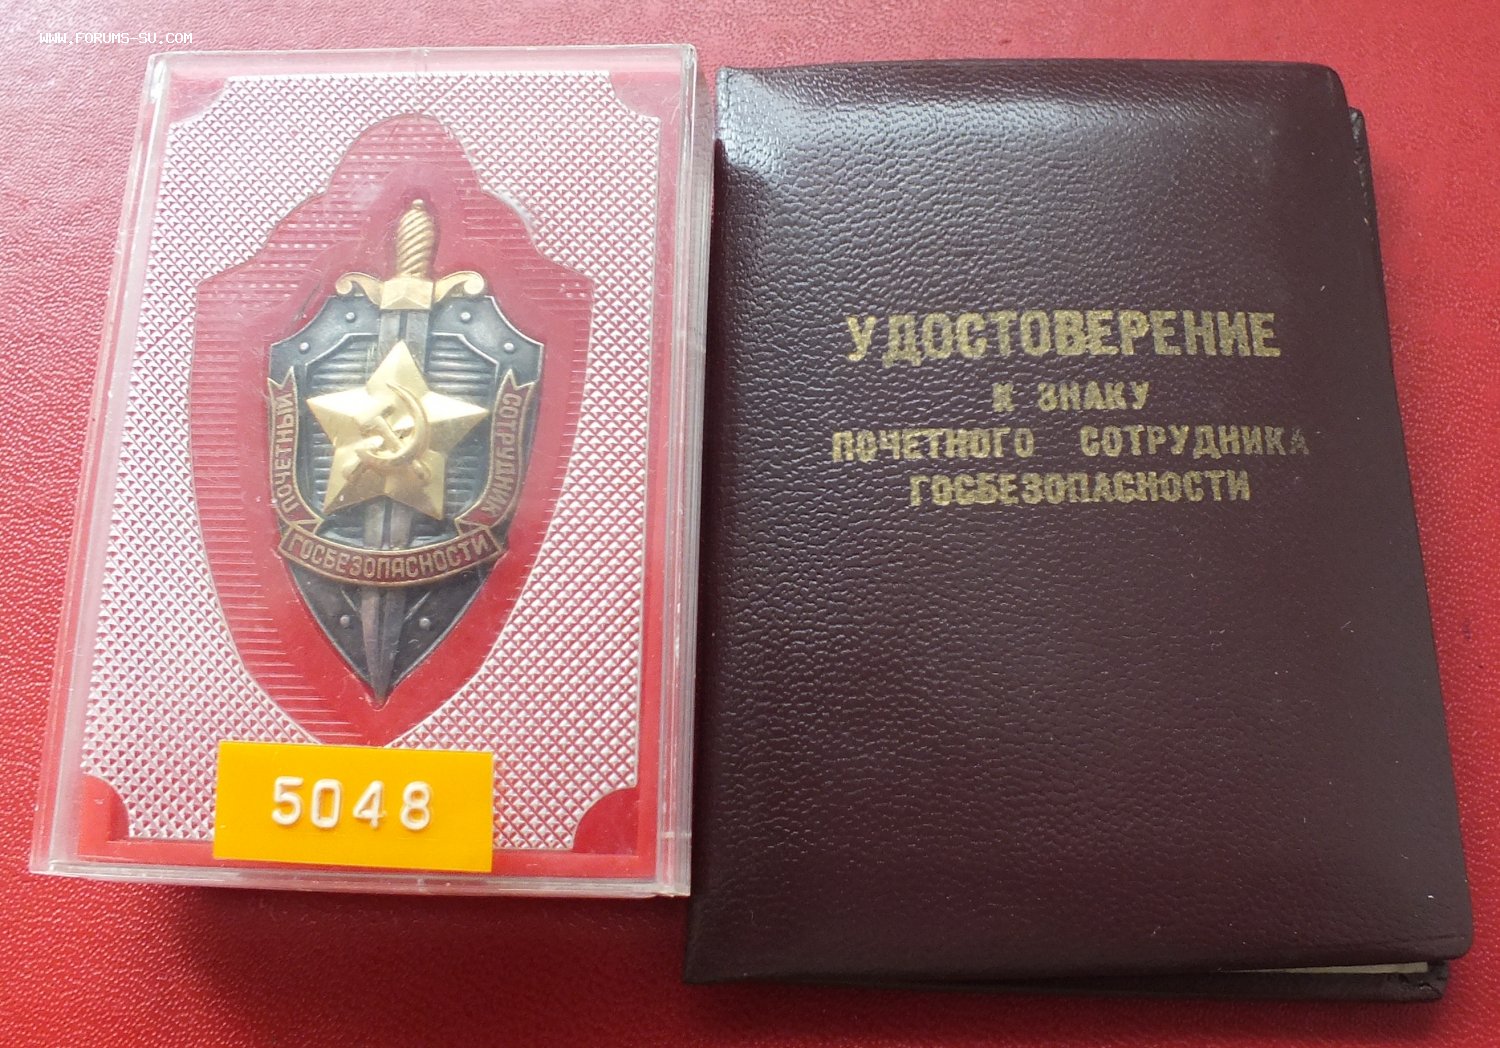 WWW.FORUMS-SU.COM
ПОЧЕТНЫЙ
СОТРУДНИК
ГОСБЕЗОПАСНОСТИ
5048
УДОСТОВЕРЕНИЕ
К ЗНАКУ
ПОЧЕТНОГО СОТРУДНИКА
ГОСБЕЗОПАСНОСТИ